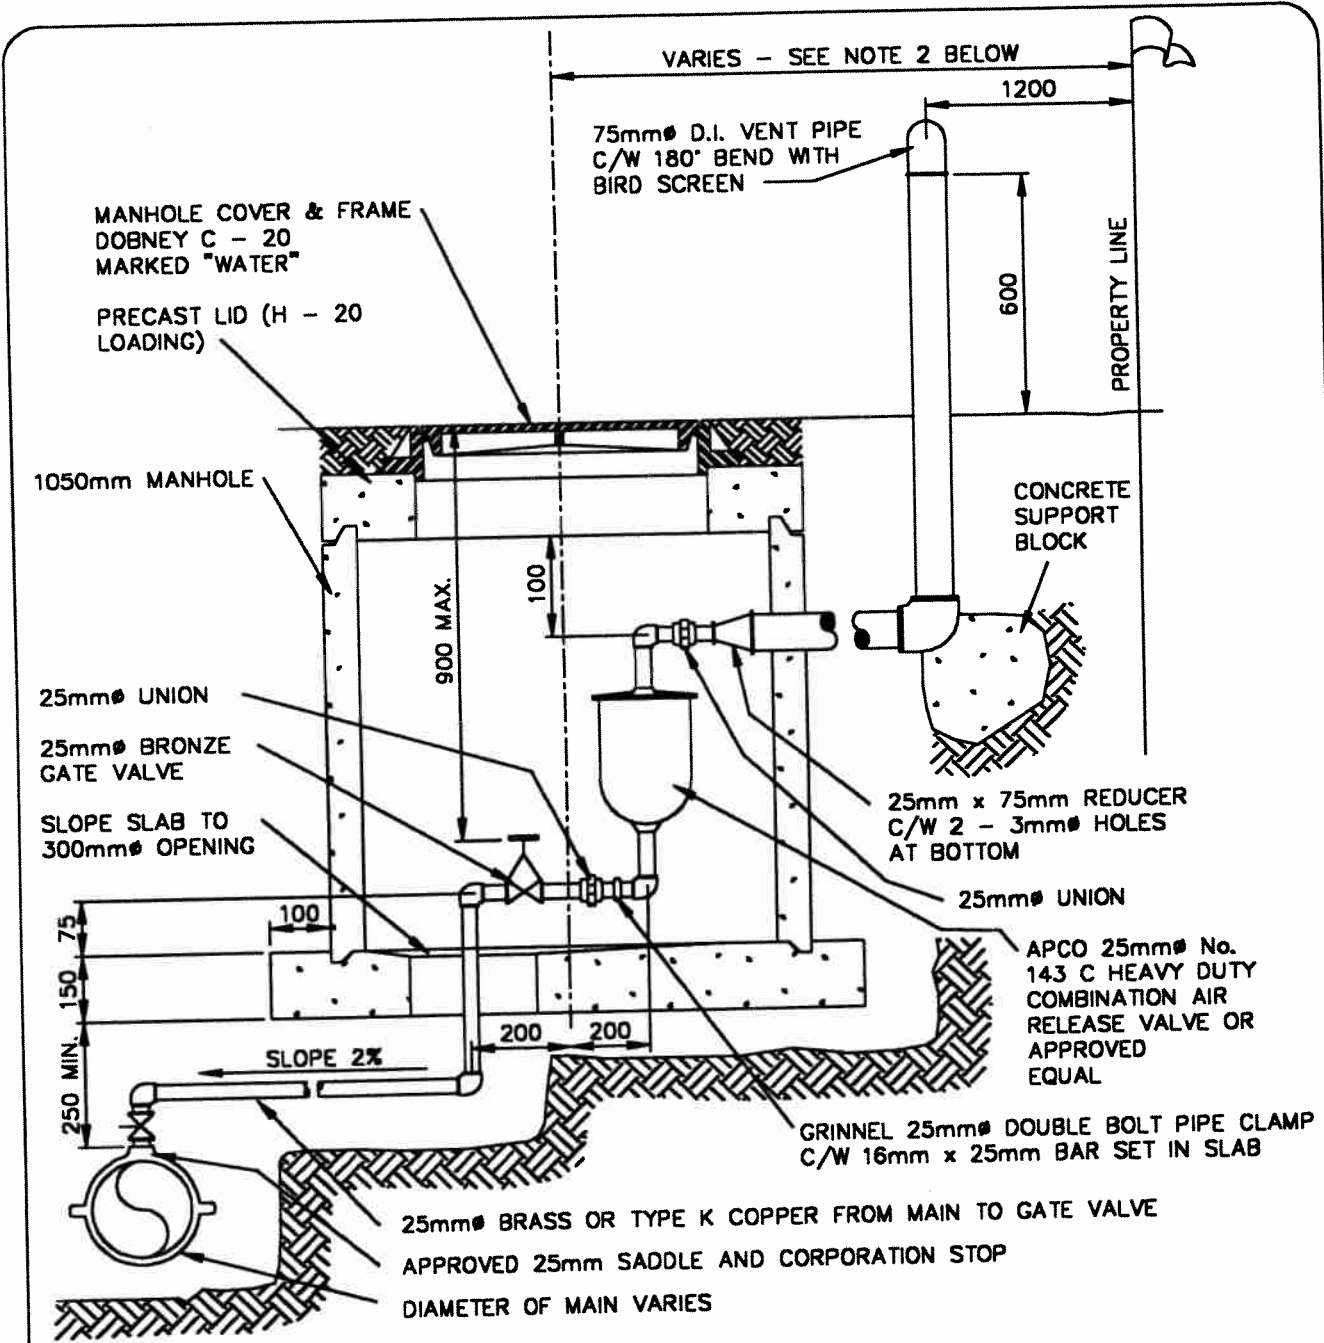 VARIES - SEE NOTE 2 BELOW
1200
75mmø D.I. VENT PIPE
C/W 180° BEND WITH
BIRD SCREEN
MANHOLE COVER & FRAME
DOBNEY C - 20
MARKED "WATER"
PRECAST LID (H - 20
LOADING)
600
PROPERTY LINE
1050mm MANHOLE
CONCRETE
SUPPORT
BLOCK
100
900 MAX.
25mmø UNION
25mmø BRONZE
GATE VALVE
SLOPE SLAB TO
300mmø OPENING
25mm x 75mm REDUCER
C/W 2 - 3mmø HOLES
AT BOTTOM
25mmø UNION
75
100
150
APCO 25mmø No.
143 C HEAVY DUTY
COMBINATION AIR
RELEASE VALVE OR
APPROVED
EQUAL
200
200
SLOPE 2%
250 MIN.
GRINNEL 25mmø DOUBLE BOLT PIPE CLAMP
C/W 16mm x 25mm BAR SET IN SLAB
25mmø BRASS OR TYPE K COPPER FROM MAIN TO GATE VALVE
APPROVED 25mm SADDLE AND CORPORATION STOP
DIAMETER OF MAIN VARIES